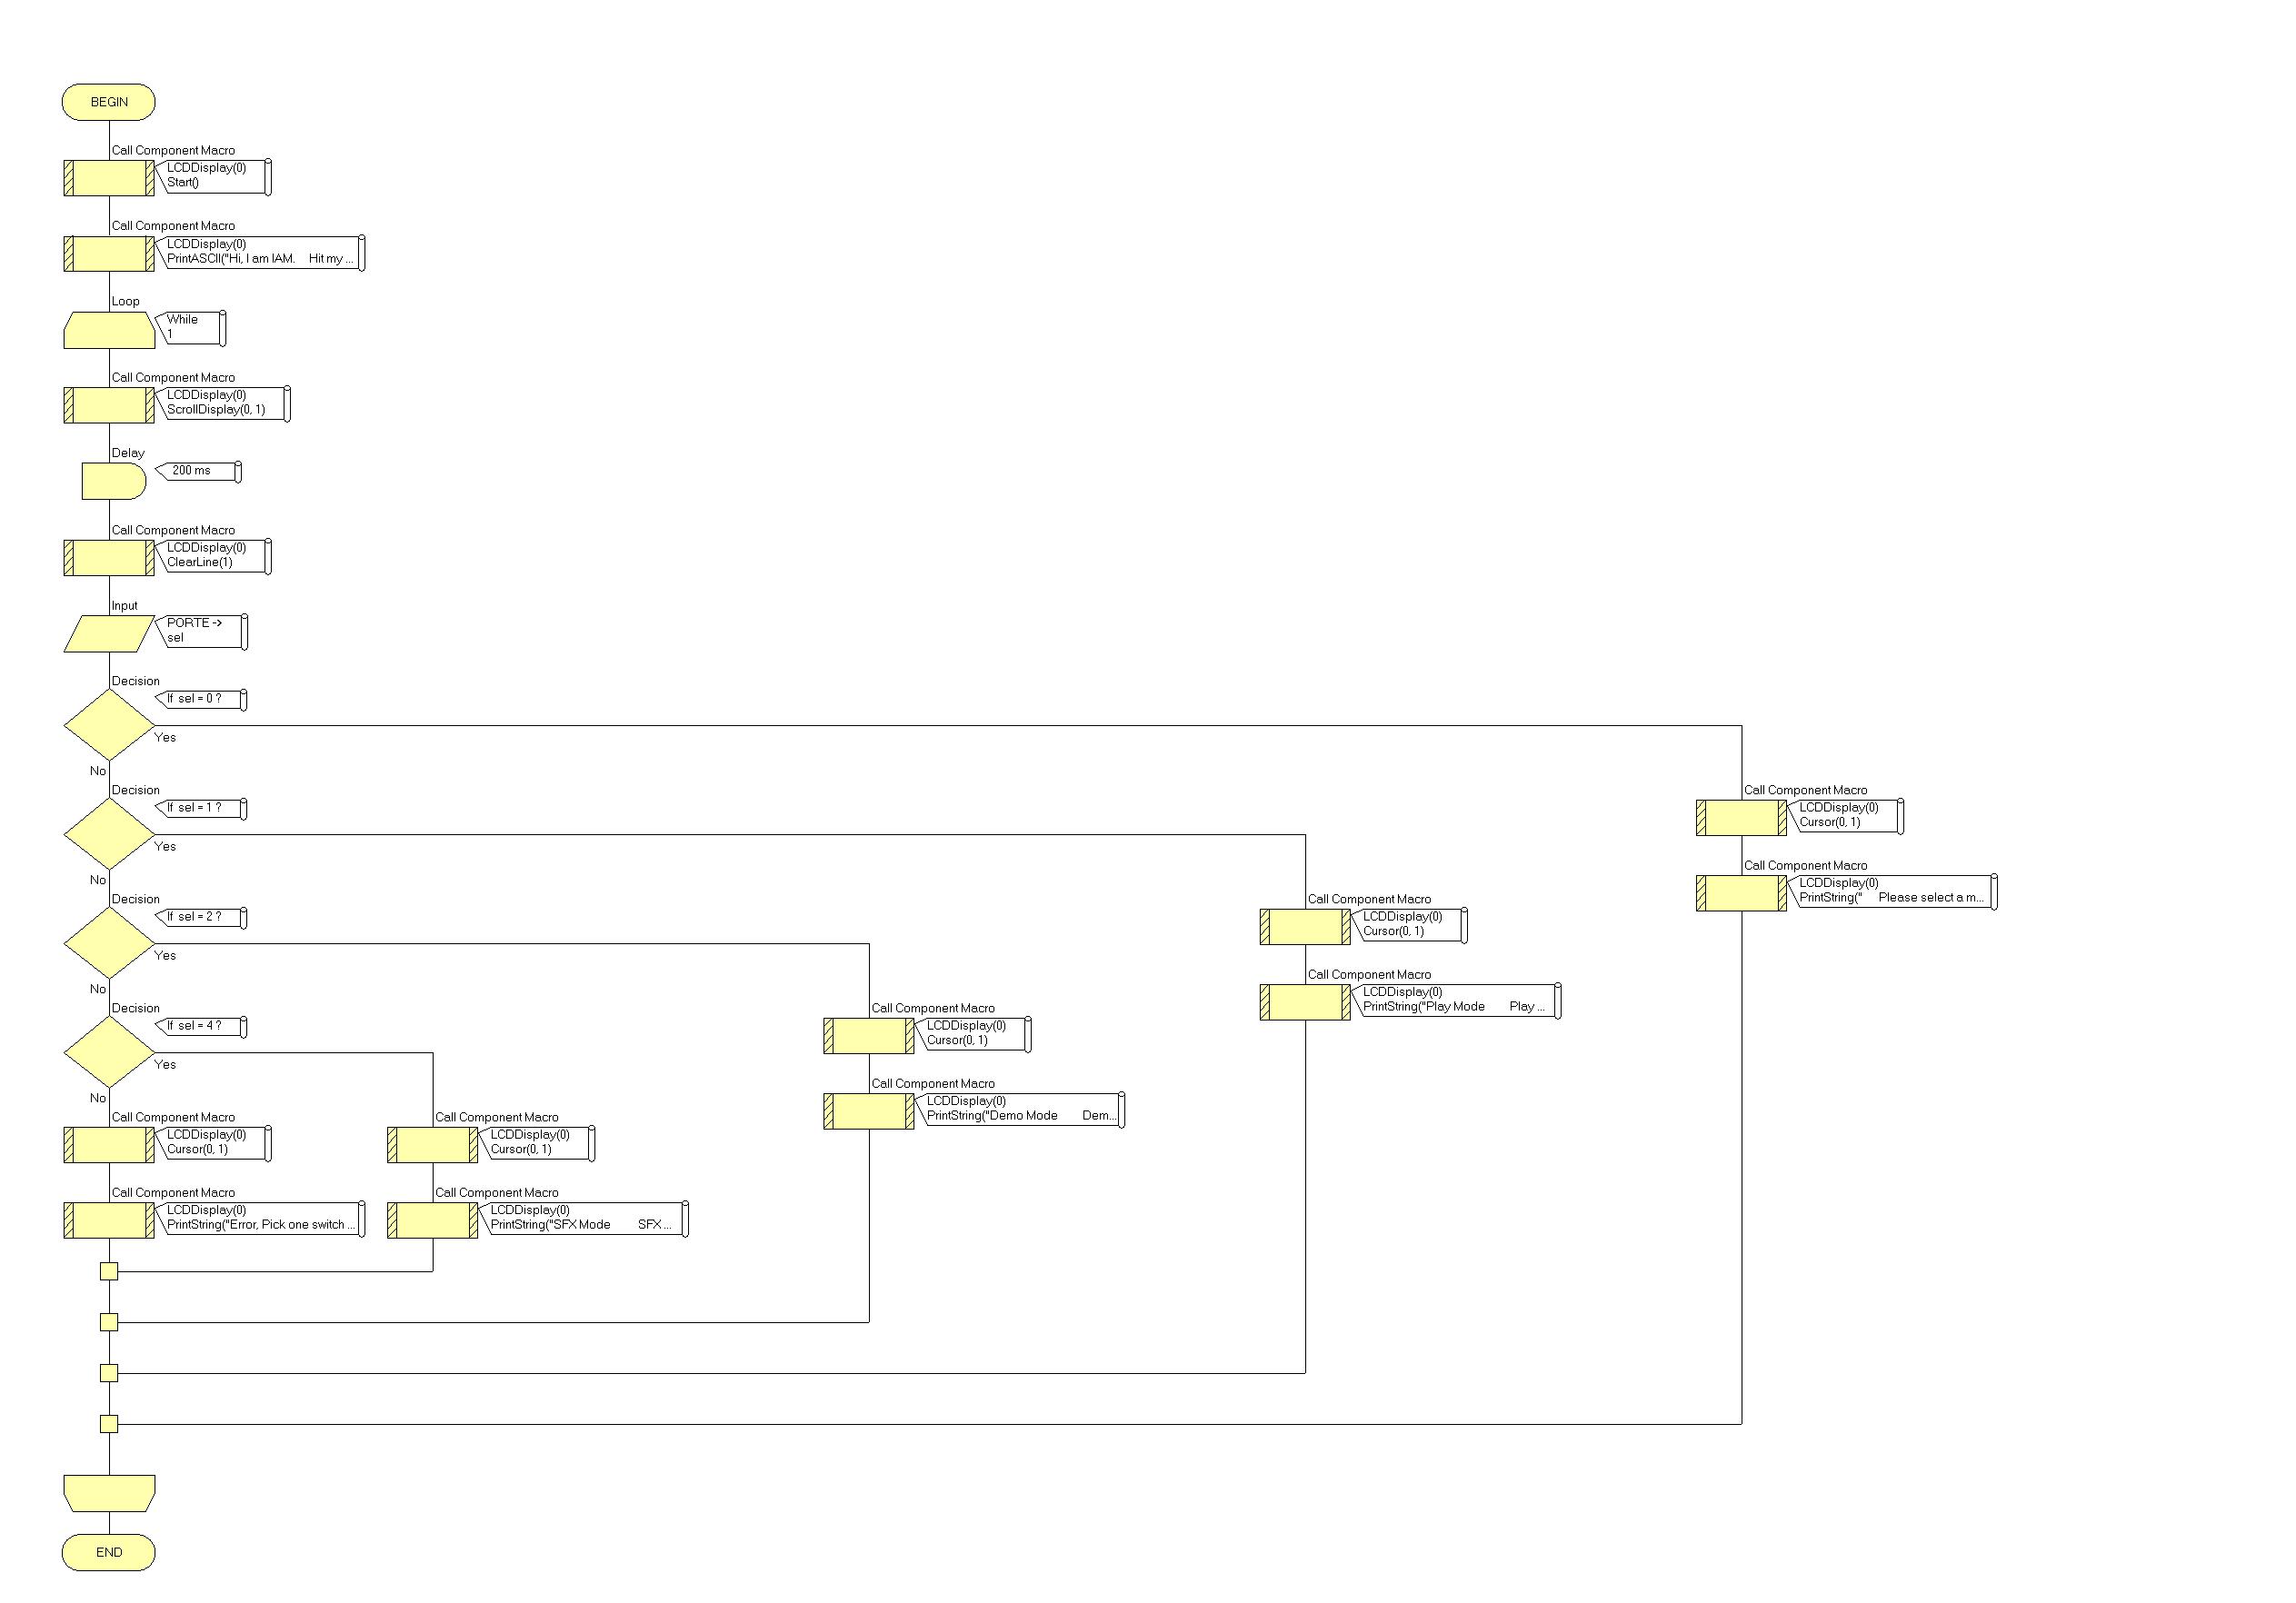 BEGIN
Call Component Macro
LCDDisplay(0)
Start()
Call Component Macro
LCDDisplay(0)
PrintASCII("Hi, I am IAM. Hit my ...
Loop
While
1
Call Component Macro
LCDDisplay(0)
ScrollDisplay(0, 1)
Delay
200 ms
Call Component Macro
LCDDisplay(0)
ClearLine(1)
Input
PORTE ->
sel
Decision
If sel = 0 ?
Yes
No
Decision
If sel = 1 ?
Yes
No
Decision
If sel = 2 ?
Yes
No
Decision
If sel = 4 ?
Yes
No
Call Component Macro
LCDDisplay(0)
Cursor(0, 1)
Call Component Macro
LCDDisplay(0)
PrintString("Error, Pick one switch ...
Call Component Macro
LCDDisplay(0)
Cursor(0, 1)
Call Component Macro
LCDDisplay(0)
PrintString("SFX Mode SFX ...
Call Component Macro
LCDDisplay(0)
Cursor(0, 1)
Call Component Macro
LCDDisplay(0)
PrintString("Demo Mode Dem...
Call Component Macro
LCDDisplay(0)
Cursor(0, 1)
Call Component Macro
LCDDisplay(0)
PrintString("Play Mode Play ...
Call Component Macro
LCDDisplay(0)
Cursor(0, 1)
Call Component Macro
LCDDisplay(0)
PrintString(" Please select a m...
END